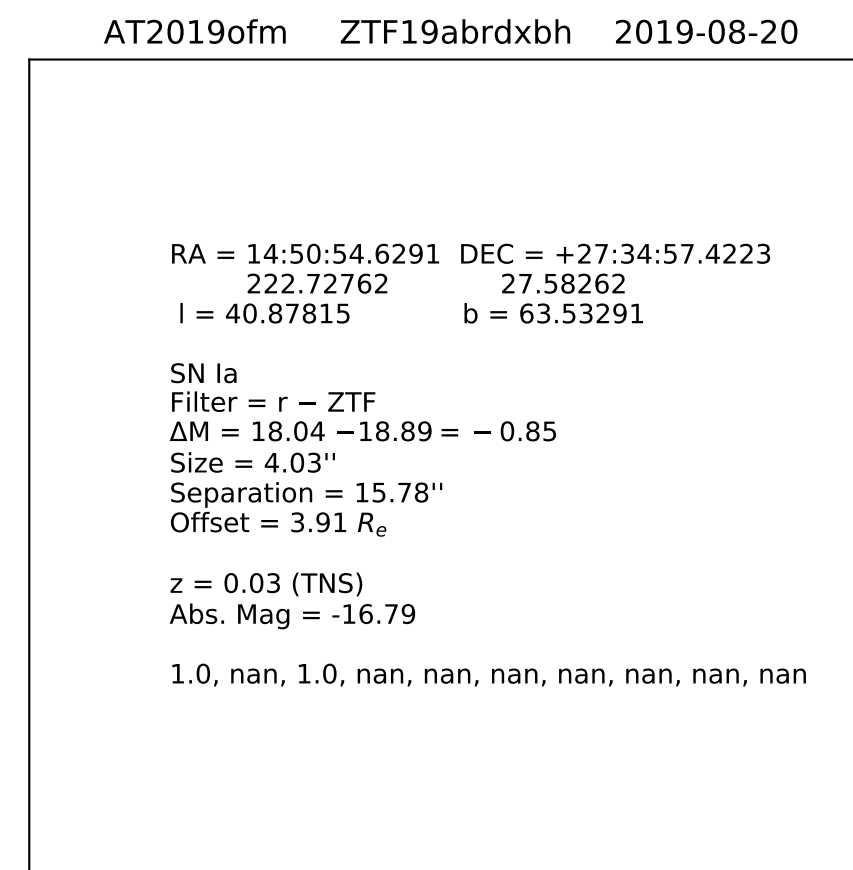 AT2019ofm ZTF19abrdxbh 2019-08-20
RA = 14:50:54.6291 DEC = +27:34:57.4223
222.72762 27.58262
l = 40.87815 b = 63.53291
SN Ia
Filter = r − ZTF
ΔM = 18.04 −18.89 = − 0.85
Size = 4.03''
Separation = 15.78''
Offset = 3.91 Re
z = 0.03 (TNS)
Abs. Mag = -16.79
1.0, nan, 1.0, nan, nan, nan, nan, nan, nan, nan